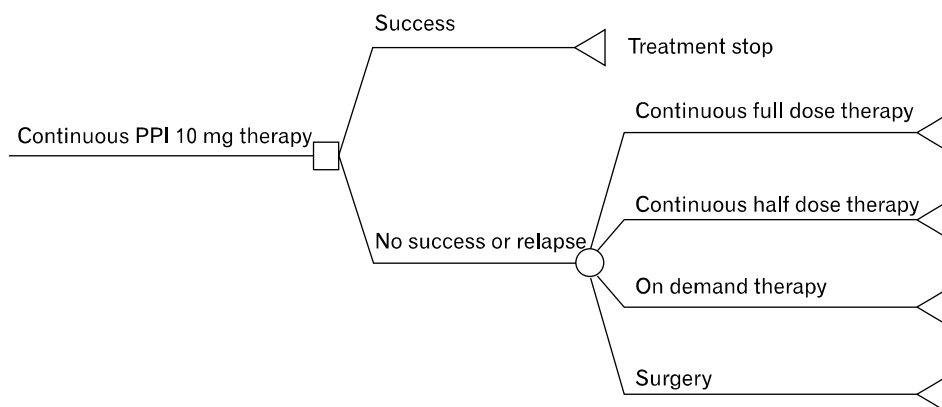 Success
Treatment stop
Continuous PPI 10 mg therapy
Continuous full dose therapy
Continuous half dose therapy
No success or relapse
On demand therapy
Surgery